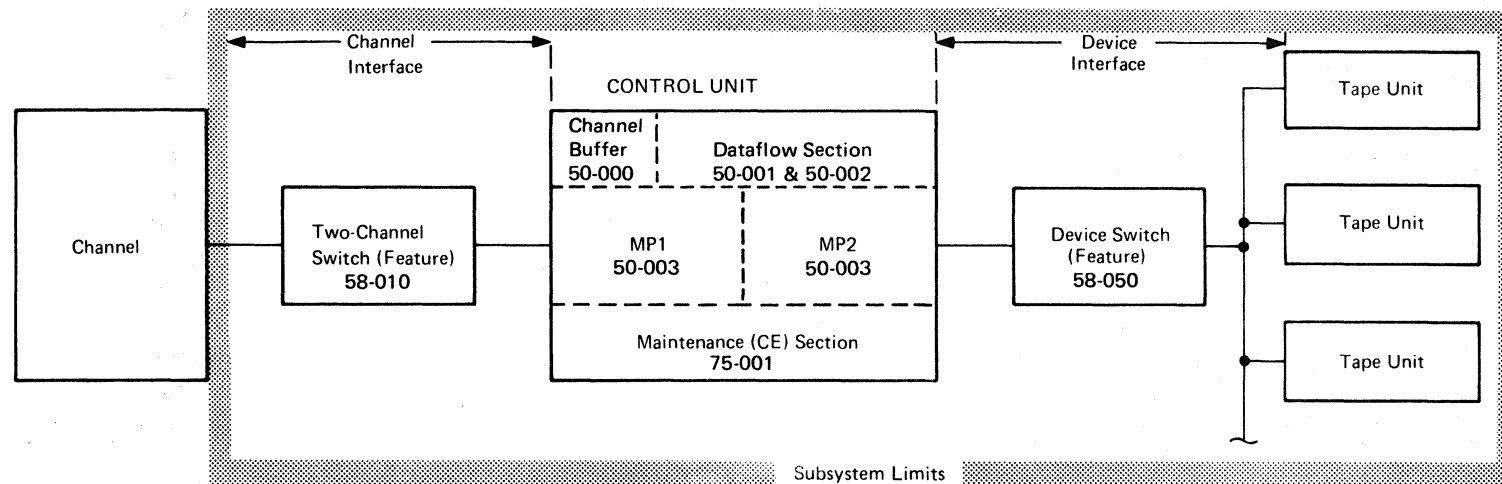 Channel
Interface
Device
Interface
CONTROL UNIT
Channel
Two-Channel
Switch (Feature)
58-010
Channel
Buffer
50-000
Dataflow Section
50-001 & 50-002
MP1
50-003
MP2
50-003
Maintenance (CE) Section
75-001
Device Switch
(Feature)
58-050
Tape Unit
Tape Unit
Tape Unit
Subsystem Limits